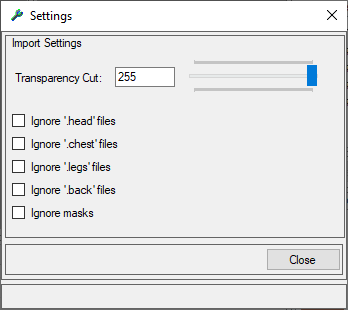 Settings
Import Settings
Transparency Cut: 255
Ignore '.head' files
Ignore '.chest' files
Ignore '.legs' files
Ignore '.back' files
Ignore masks
Close